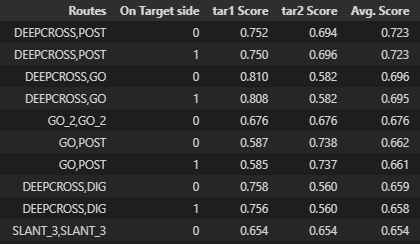 Routes On Target side tar1 Score tar2 Score Avg. Score
DEEPCROSS,POST 0 0.752 0.694 0.723
DEEPCROSS,POST 1 0.750 0.696 0.723
DEEPCROSS,GO 0 0.810 0.582 0.696
DEEPCROSS,GO 1 0.808 0.582 0.695
GO_2,GO_2 0 0.676 0.676 0.676
GO,POST 0 0.587 0.738 0.662
GO,POST 1 0.585 0.737 0.661
DEEPCROSS,DIG 0 0.758 0.560 0.659
DEEPCROSS,DIG 1 0.756 0.560 0.658
SLANT_3,SLANT_3 0 0.654 0.654 0.654